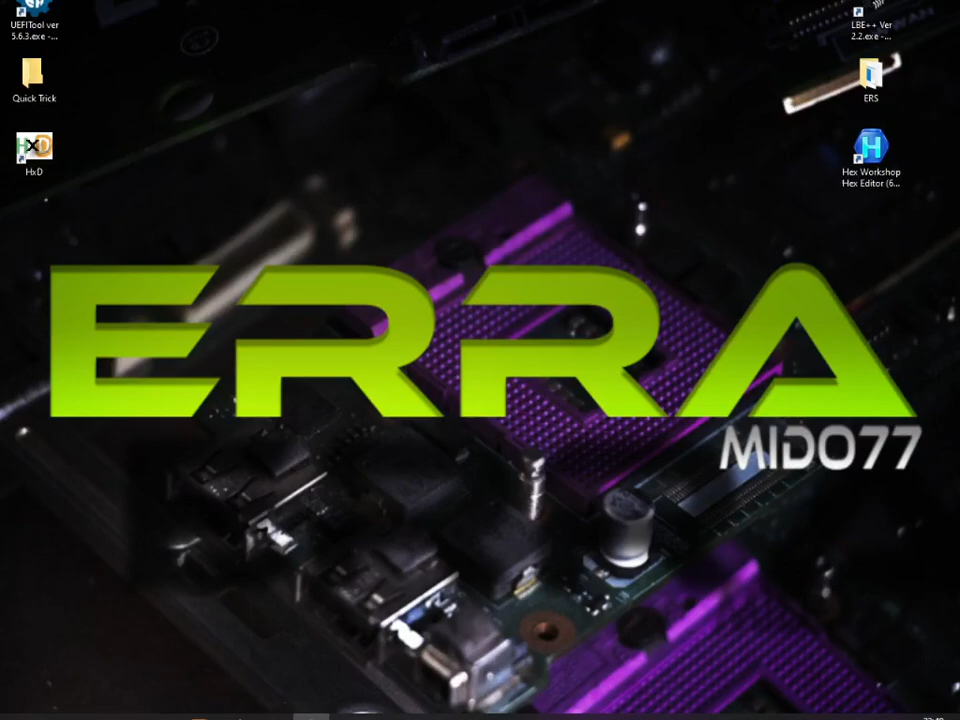 UEFITool ver
5.6.3.exe -...
LBE++ Ver
2.2.exe -...
Quick Trick
ERS
HxD
HxD
H
Hex Workshop
Hex Editor (6...
ERRA
MIDO77